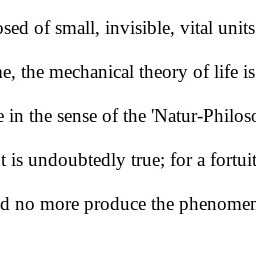 osed of small, invisible, vital units
e, the mechanical theory of life is
e in the sense of the 'Natur-Philoso
t is undoubtedly true; for a fortuit
d no more produce the phenomen